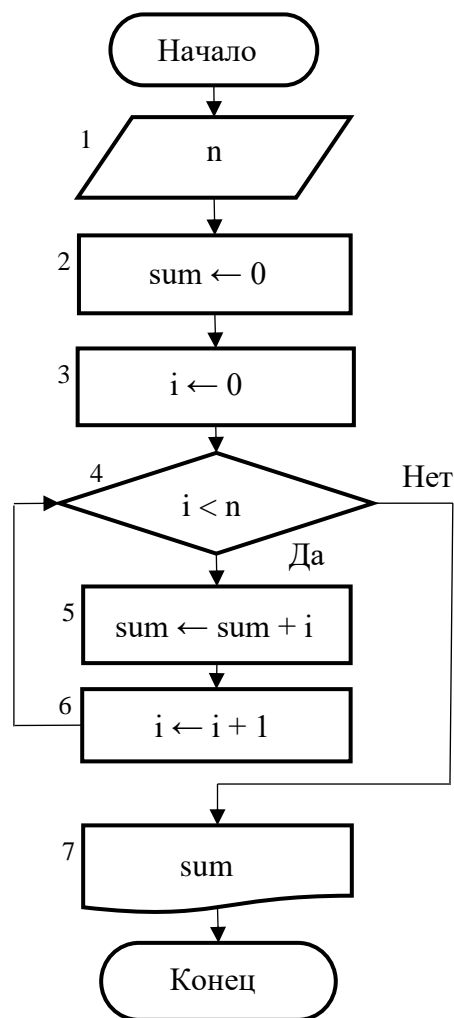 Начало
1
n
2
sum ← 0
3
i ← 0
4
Нет
i < n
Да
5
sum ← sum + i
6
i ← i + 1
7
sum
Конец